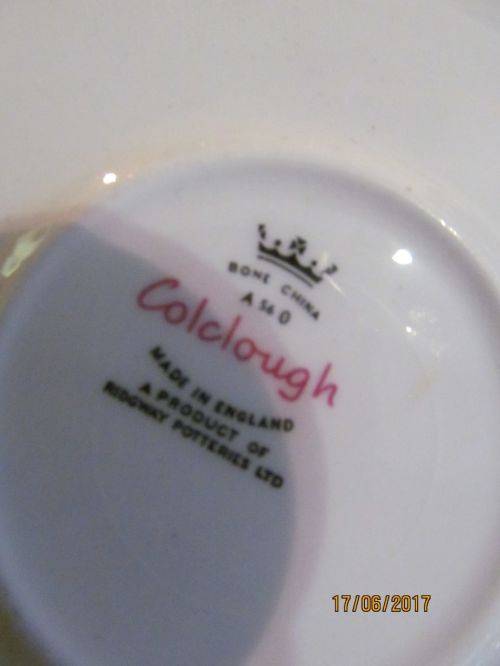 BONE CHINA
A 56 0
Colclough
MADE IN ENGLAND
A PRODUCT OF
RIDGWAY POTTERIES LTD
17/06/2017